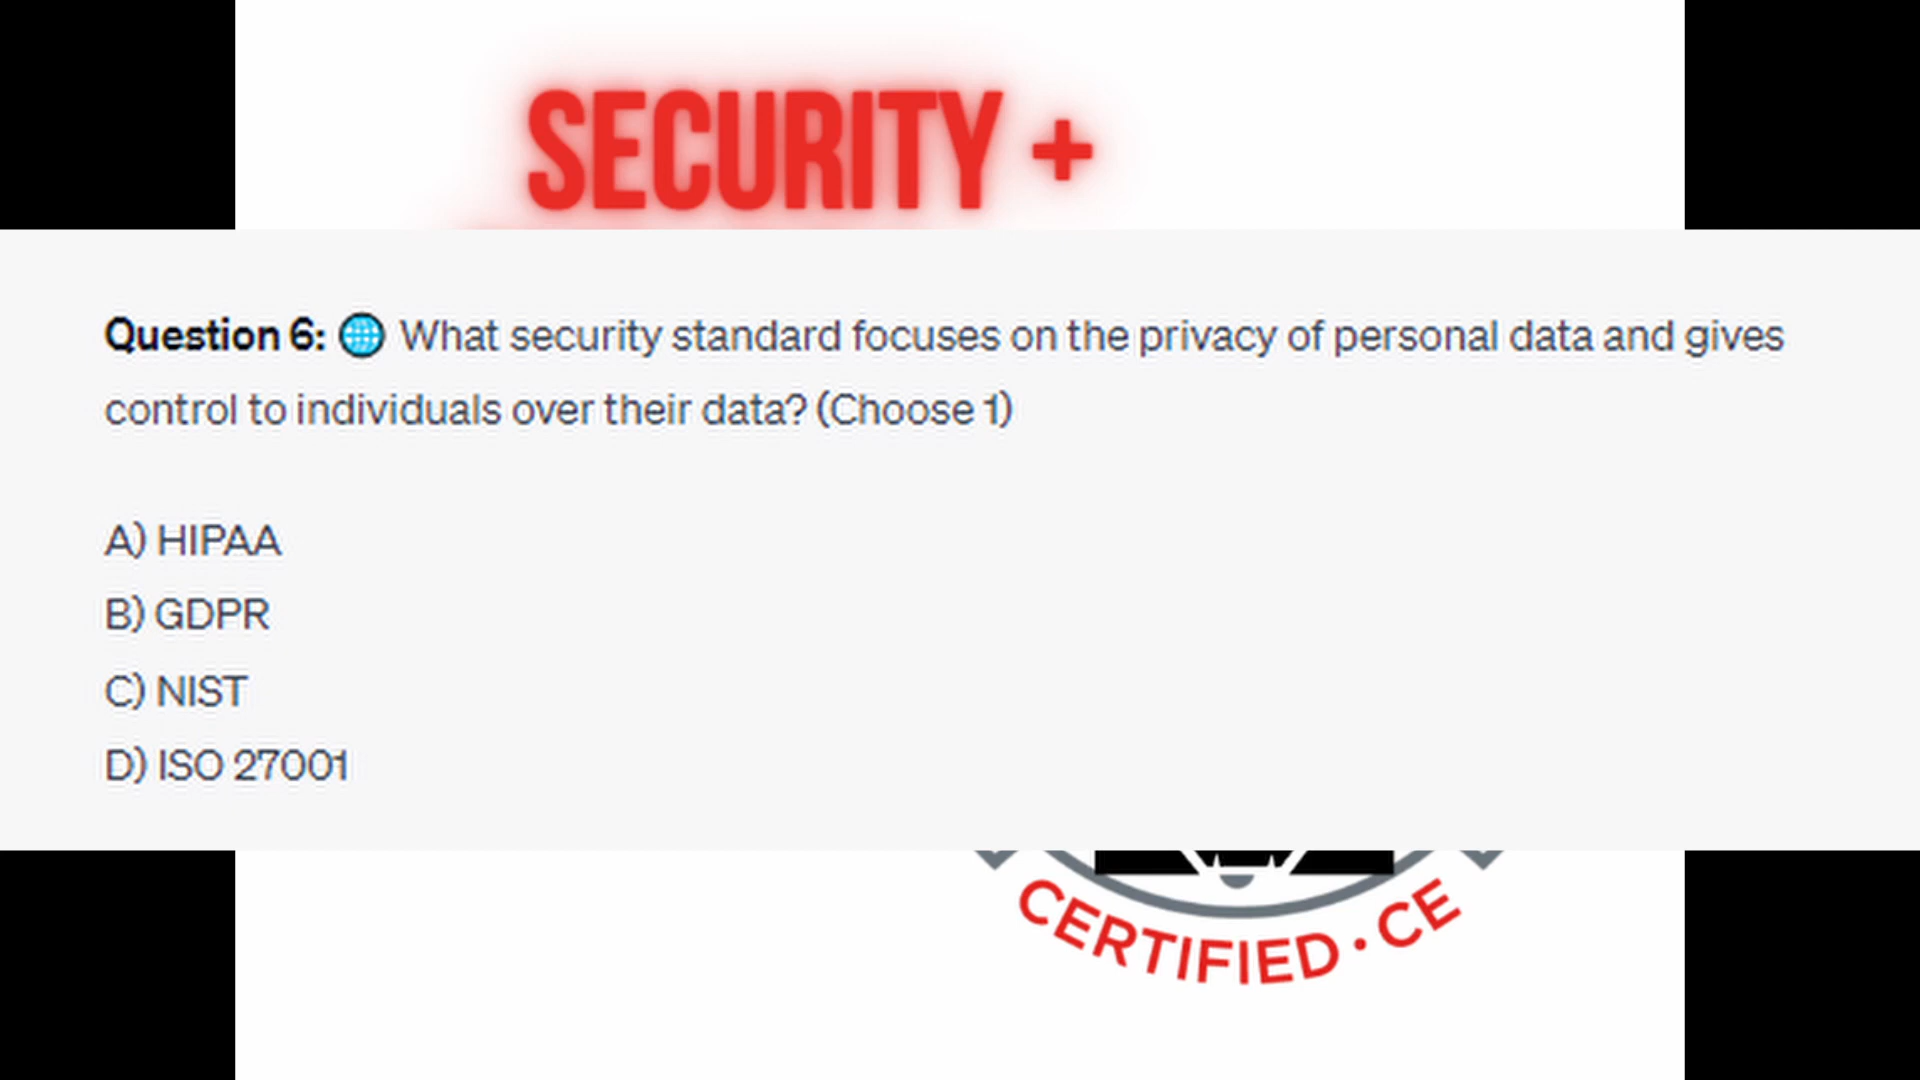 SECURITY +
Question 6: 🌐 What security standard focuses on the privacy of personal data and gives
control to individuals over their data? (Choose 1)
A) HIPAA
B) GDPR
C) NIST
D) ISO 27001
CERTIFIED • CE